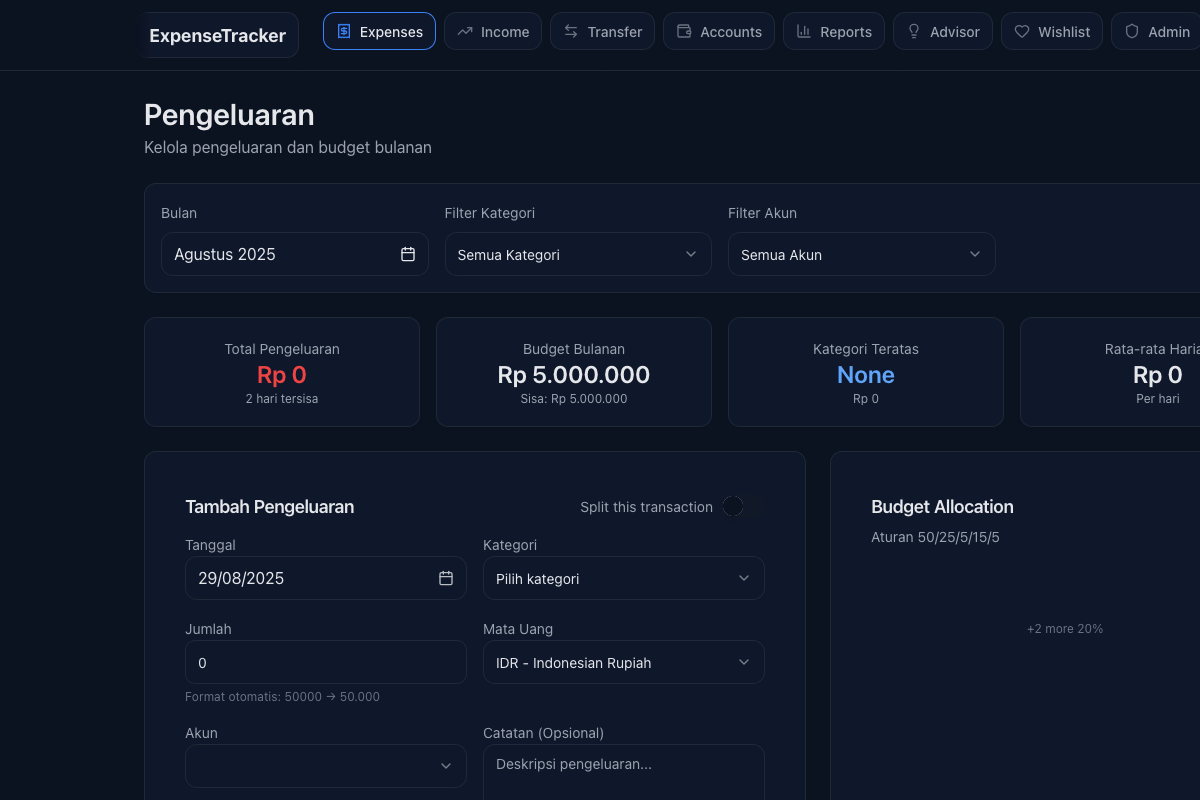 ExpenseTracker
Expenses
Income
Transfer
Accounts
Reports
Advisor
Wishlist
Admin
Pengeluaran
Kelola pengeluaran dan budget bulanan
Bulan
Filter Kategori
Filter Akun
Agustus 2025
Semua Kategori
Semua Akun
Total Pengeluaran
Rp 0
2 hari tersisa
Budget Bulanan
Rp 5.000.000
Sisa: Rp 5.000.000
Kategori Teratas
None
Rp 0
Rata-rata Haria
Rp 0
Per hari
Tambah Pengeluaran
Split this transaction
Tanggal
Kategori
29/08/2025
Pilih kategori
Jumlah
Mata Uang
0
IDR - Indonesian Rupiah
Format otomatis: 50000 → 50.000
Akun
Catatan (Opsional)
Deskripsi pengeluaran...
Budget Allocation
Aturan 50/25/5/15/5
+2 more 20%